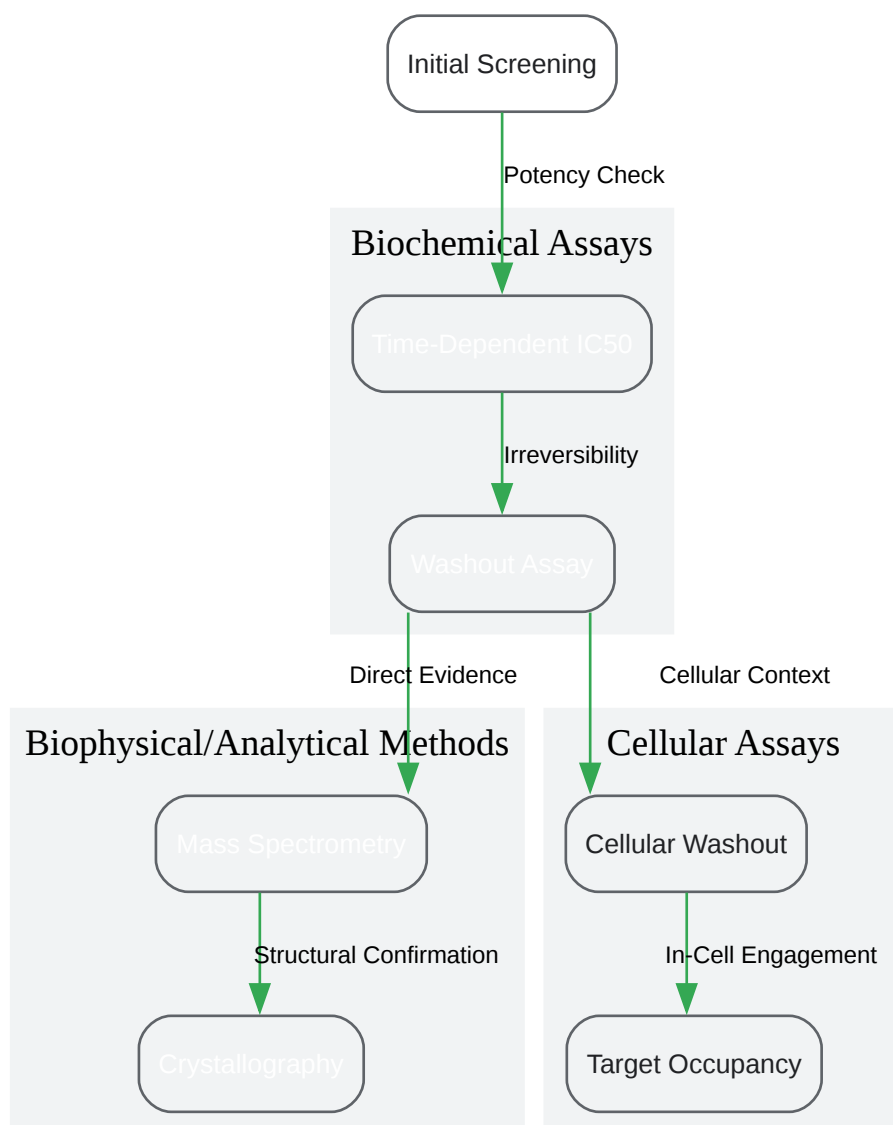 Initial Screening
Potency Check
Biochemical Assays
Time-Dependent IC50
Irreversibility
Washout Assay
Direct Evidence
Cellular Context
Biophysical/Analytical Methods
Cellular Assays
Mass Spectrometry
Cellular Washout
Structural Confirmation
In-Cell Engagement
Crystallography
Target Occupancy